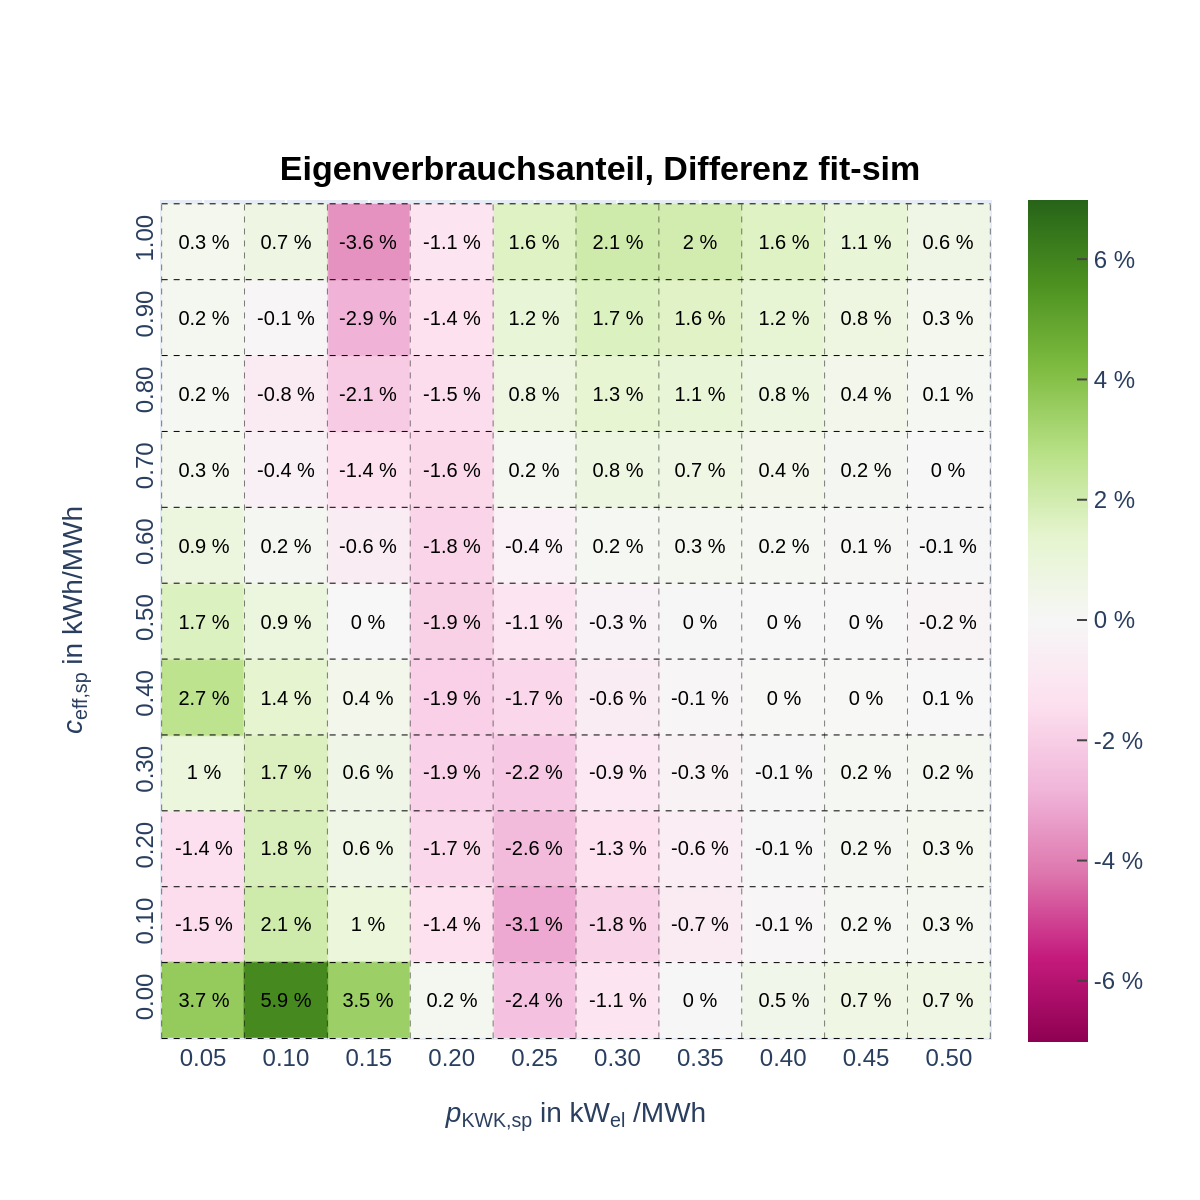 Eigenverbrauchsanteil, Differenz fit-sim
1.00 0.3 % 0.7 % -3.6 % -1.1 % 1.6 % 2.1 % 2 % 1.6 % 1.1 % 0.6 %
0.90 0.2 % -0.1 % -2.9 % -1.4 % 1.2 % 1.7 % 1.6 % 1.2 % 0.8 % 0.3 %
0.80 0.2 % -0.8 % -2.1 % -1.5 % 0.8 % 1.3 % 1.1 % 0.8 % 0.4 % 0.1 %
0.70 0.3 % -0.4 % -1.4 % -1.6 % 0.2 % 0.8 % 0.7 % 0.4 % 0.2 % 0 %
0.60 0.9 % 0.2 % -0.6 % -1.8 % -0.4 % 0.2 % 0.3 % 0.2 % 0.1 % -0.1 %
0.50 1.7 % 0.9 % 0 % -1.9 % -1.1 % -0.3 % 0 % 0 % 0 % -0.2 %
0.40 2.7 % 1.4 % 0.4 % -1.9 % -1.7 % -0.6 % -0.1 % 0 % 0 % 0.1 %
0.30 1 % 1.7 % 0.6 % -1.9 % -2.2 % -0.9 % -0.3 % -0.1 % 0.2 % 0.2 %
0.20 -1.4 % 1.8 % 0.6 % -1.7 % -2.6 % -1.3 % -0.6 % -0.1 % 0.2 % 0.3 %
0.10 -1.5 % 2.1 % 1 % -1.4 % -3.1 % -1.8 % -0.7 % -0.1 % 0.2 % 0.3 %
0.00 3.7 % 5.9 % 3.5 % 0.2 % -2.4 % -1.1 % 0 % 0.5 % 0.7 % 0.7 %
0.05 0.10 0.15 0.20 0.25 0.30 0.35 0.40 0.45 0.50
pKWK,sp in kWel /MWh
ceff,sp in kWh/MWh
6 %
4 %
2 %
0 %
-2 %
-4 %
-6 %